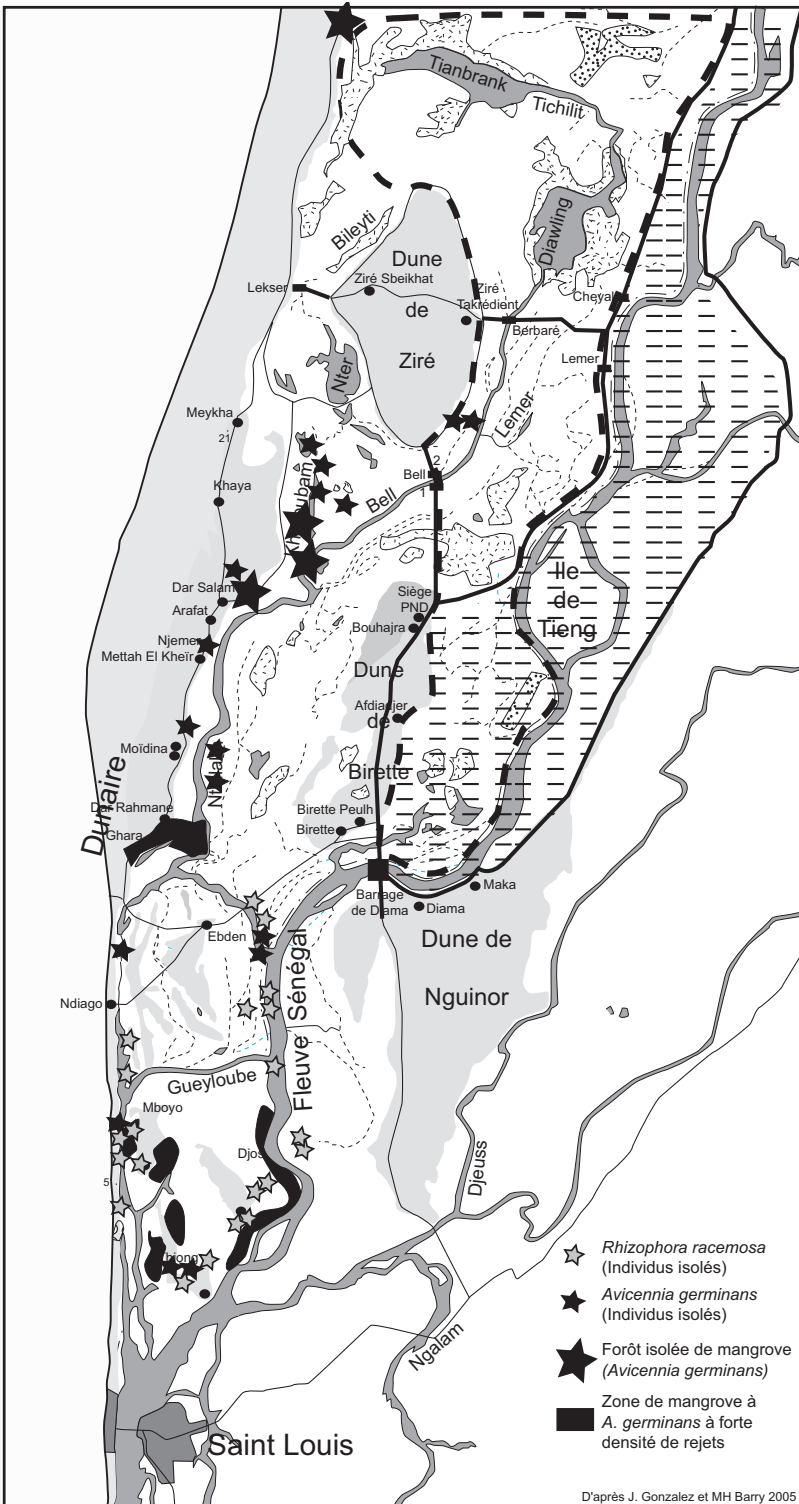 Tianbrank
Tichilit
Bileyti
Diawling
Dune
de
Ziré
Ziré Sbeikhat
Lekser
Ziré
Takrédient
Cheyal
Berbaré
Lemer
Nter
Lemer
Meykha
21
2
Bell
1
Bell
Khaya
Dar Salam
Arafat
Njemer
Mettah El Kheïr
Siège
PND
Bouhajra
Ile
de
Tïeng
Dune
Afdiadjer
de
Birette
Moïdina
Dunaire
Dar Rahmane
Ghara
Birette Peulh
Birette
Barrage
de Diama
Maka
Diama
Ebden
Dune de
Nguinor
Ndiago
Fleuve Sénégal
Gueyloube
Mboyo
Djeuss
5
Ngalam
Saint Louis
Rhizophora racemosa
(Individus isolés)
Avicennia germinans
(Individus isolés)
Forôt isolée de mangrove
(Avicennia germinans)
Zone de mangrove à
A. germinans à forte
densité de rejets
D'après J. Gonzalez et MH Barry 2005